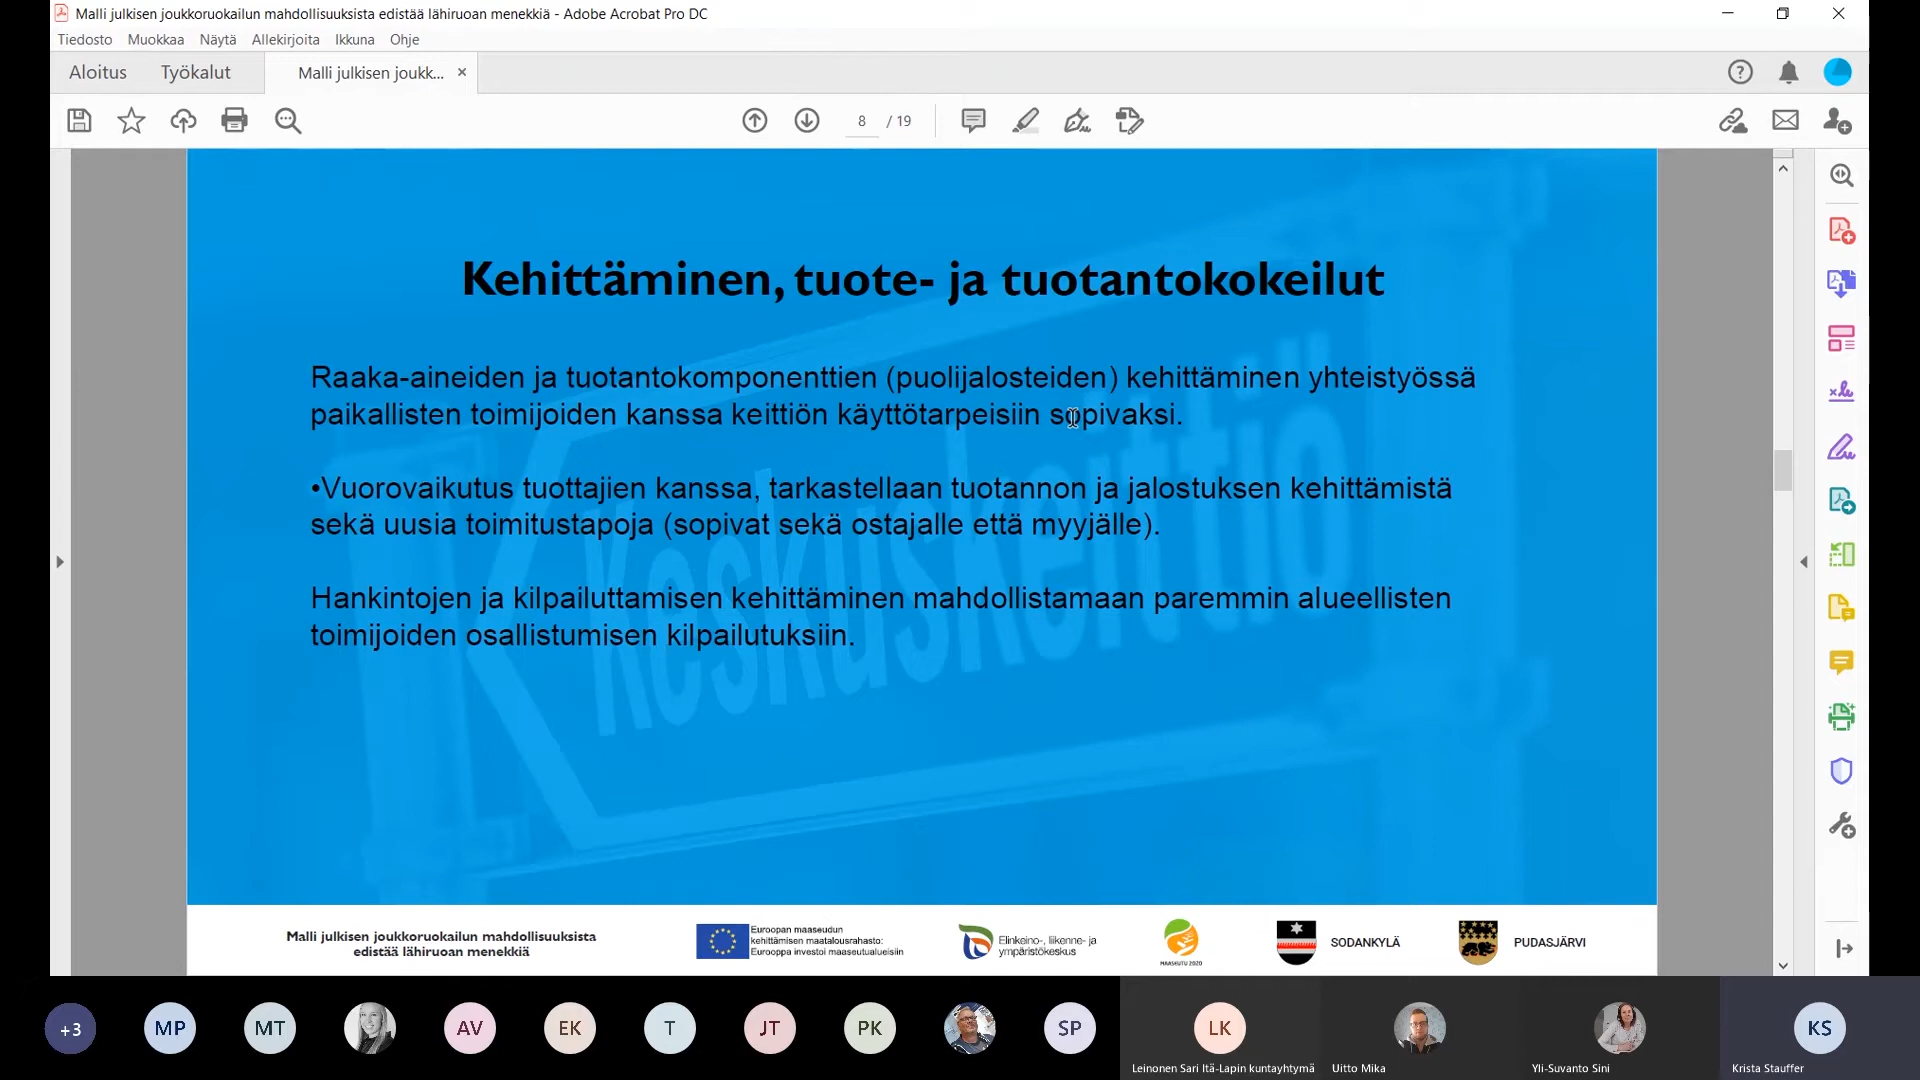 Malli julkisen joukkoruokailun mahdollisuuksista edistää lähiruoan menekkiä - Adobe Acrobat Pro DC
Tiedosto Muokkaa Näytä Allekirjoita Ikkuna Ohje
Aloitus Työkalut Malli julkisen joukk...
8 / 19
Kehittäminen, tuote- ja tuotantokokeilut
Raaka-aineiden ja tuotantokomponenttien (puolijalosteiden) kehittäminen yhteistyössä
paikallisten toimijoiden kanssa keittiön käyttötarpeisiin sopivaksi.
•Vuorovaikutus tuottajien kanssa, tarkastellaan tuotannon ja jalostuksen kehittämistä
sekä uusia toimitustapoja (sopivat sekä ostajalle että myyjälle).
Hankintojen ja kilpailuttamisen kehittäminen mahdollistamaan paremmin alueellisten
toimijoiden osallistumisen kilpailutuksiin.
Keskuskeittiö
Malli julkisen joukkoruokailun mahdollisuuksista
edistää lähiruoan menekkiä
Euroopan maaseudun
kehittämisen maatalousrahasto:
Eurooppa investoi maaseutualueisiin
Elinkeino-, liikenne- ja
ympäristökeskus
MAASEUTU 2020
SODANKYLÄ
PUDASJÄRVI
+3 MP MT AV EK T JT PK SP LK KS
Leinonen Sari Itä-Lapin kuntayhtymä Uitto Mika Yli-Suvanto Sini Krista Stauffer